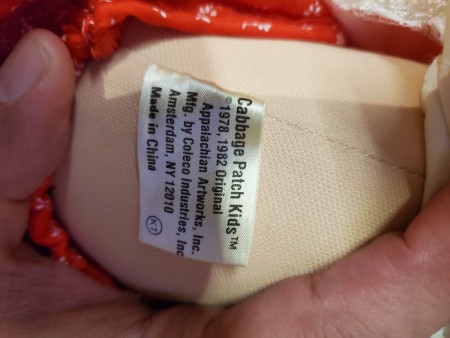 Cabbage Patch Kids™
©1978, 1982 Original
Appalachian Artworks, Inc.
Mfg. by Coleco Industries, Inc
Amsterdam, NY 12010
Made in China
KT